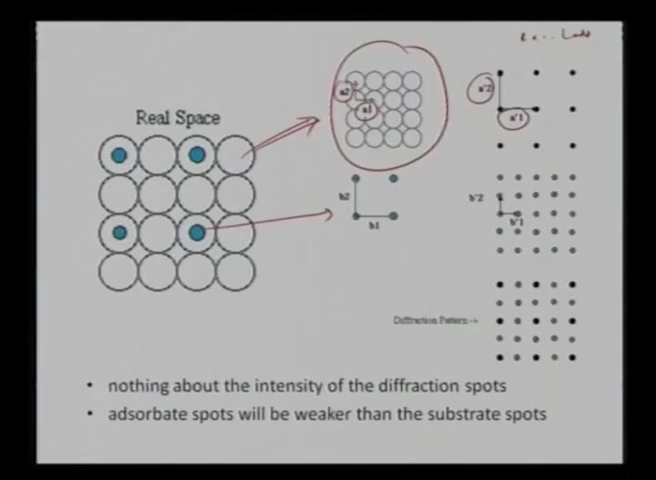 Real Space
a2
a1
a'2
a'1
b2
b1
b'2
b'1
Diffraction Pattern→
• nothing about the intensity of the diffraction spots
• adsorbate spots will be weaker than the substrate spots